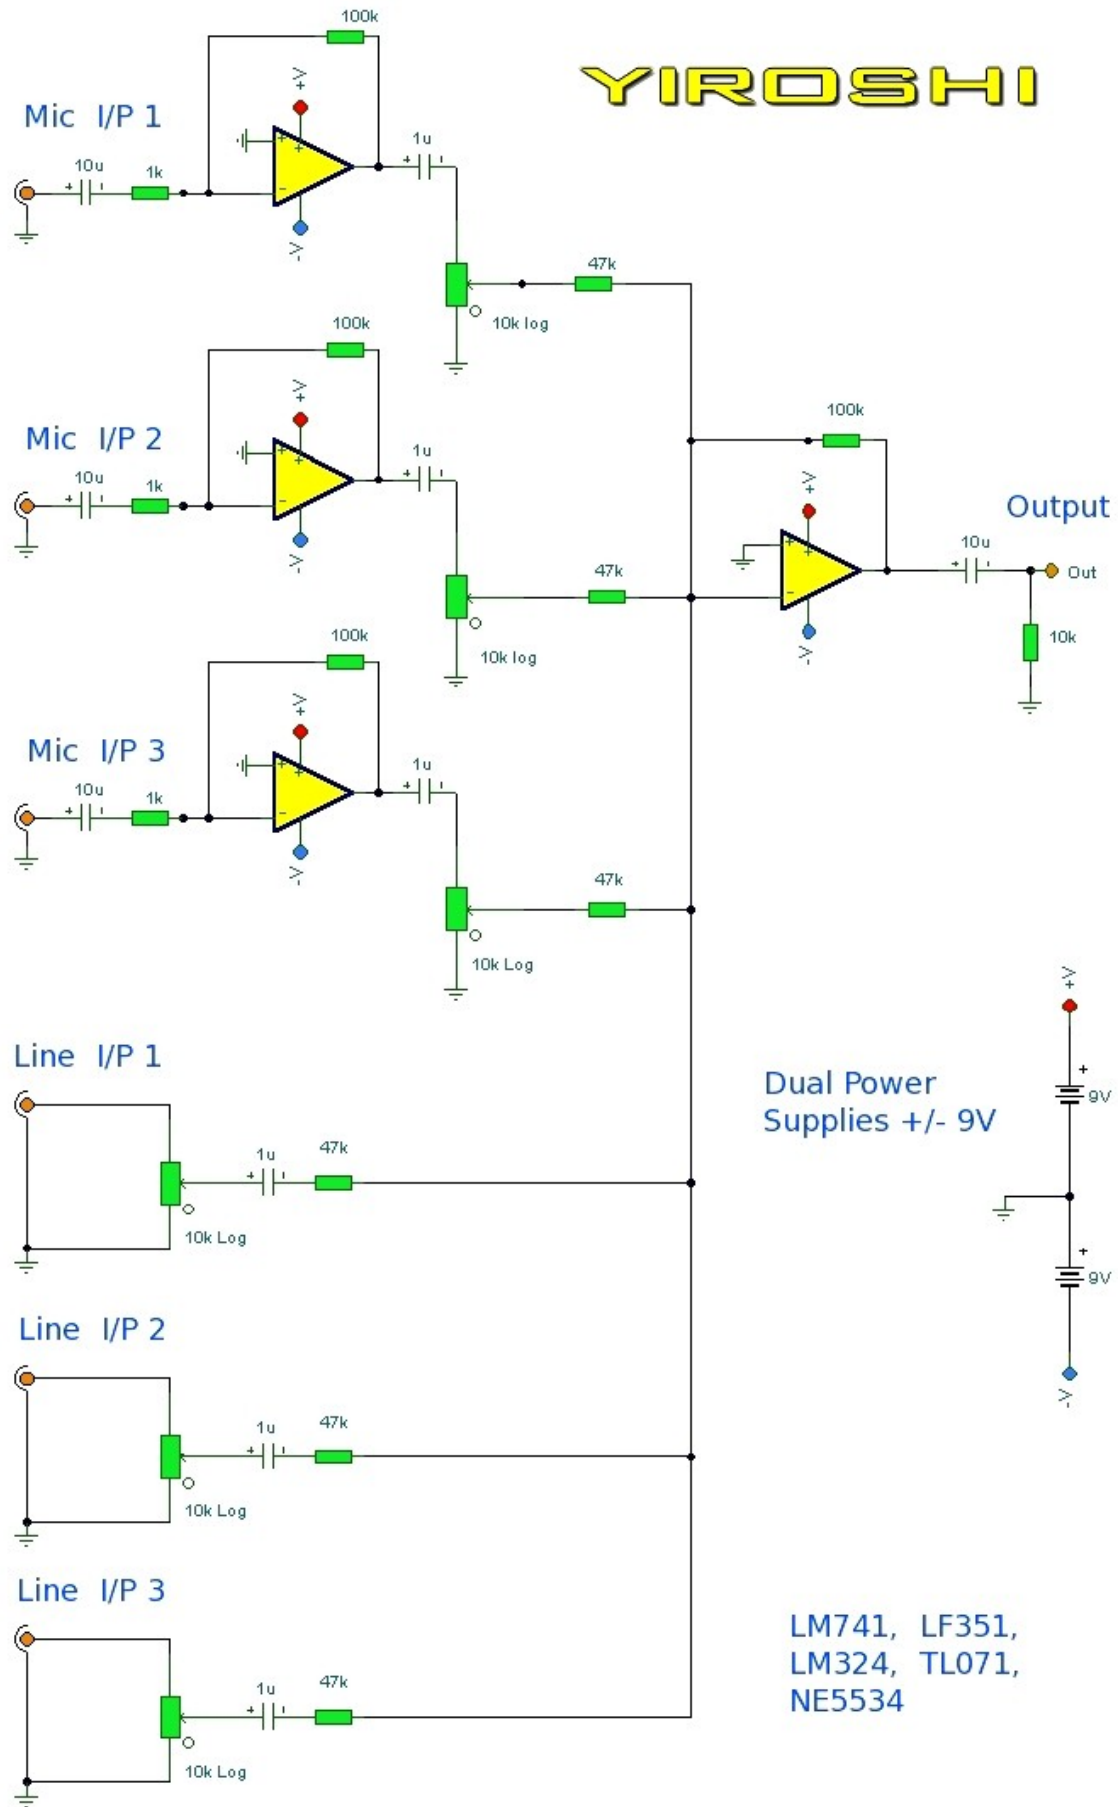 100k
YIROSHI
+V
Mic I/P 1
1u
10u
1k
+ -
-V
47k
10k log
100k
+V
Mic I/P 2
1u
10u
1k
-V
100k
+V
Output
10u
Out
47k
10k log
10k
-V
100k
+V
Mic I/P 3
1u
10u
1k
-V
47k
10k Log
+V
Line I/P 1
Dual Power
Supplies +/- 9V
+
9V
1u
47k
10k Log
+
9V
Line I/P 2
-V
1u
47k
10k Log
Line I/P 3
LM741, LF351,
LM324, TL071,
NE5534
1u
47k
10k Log